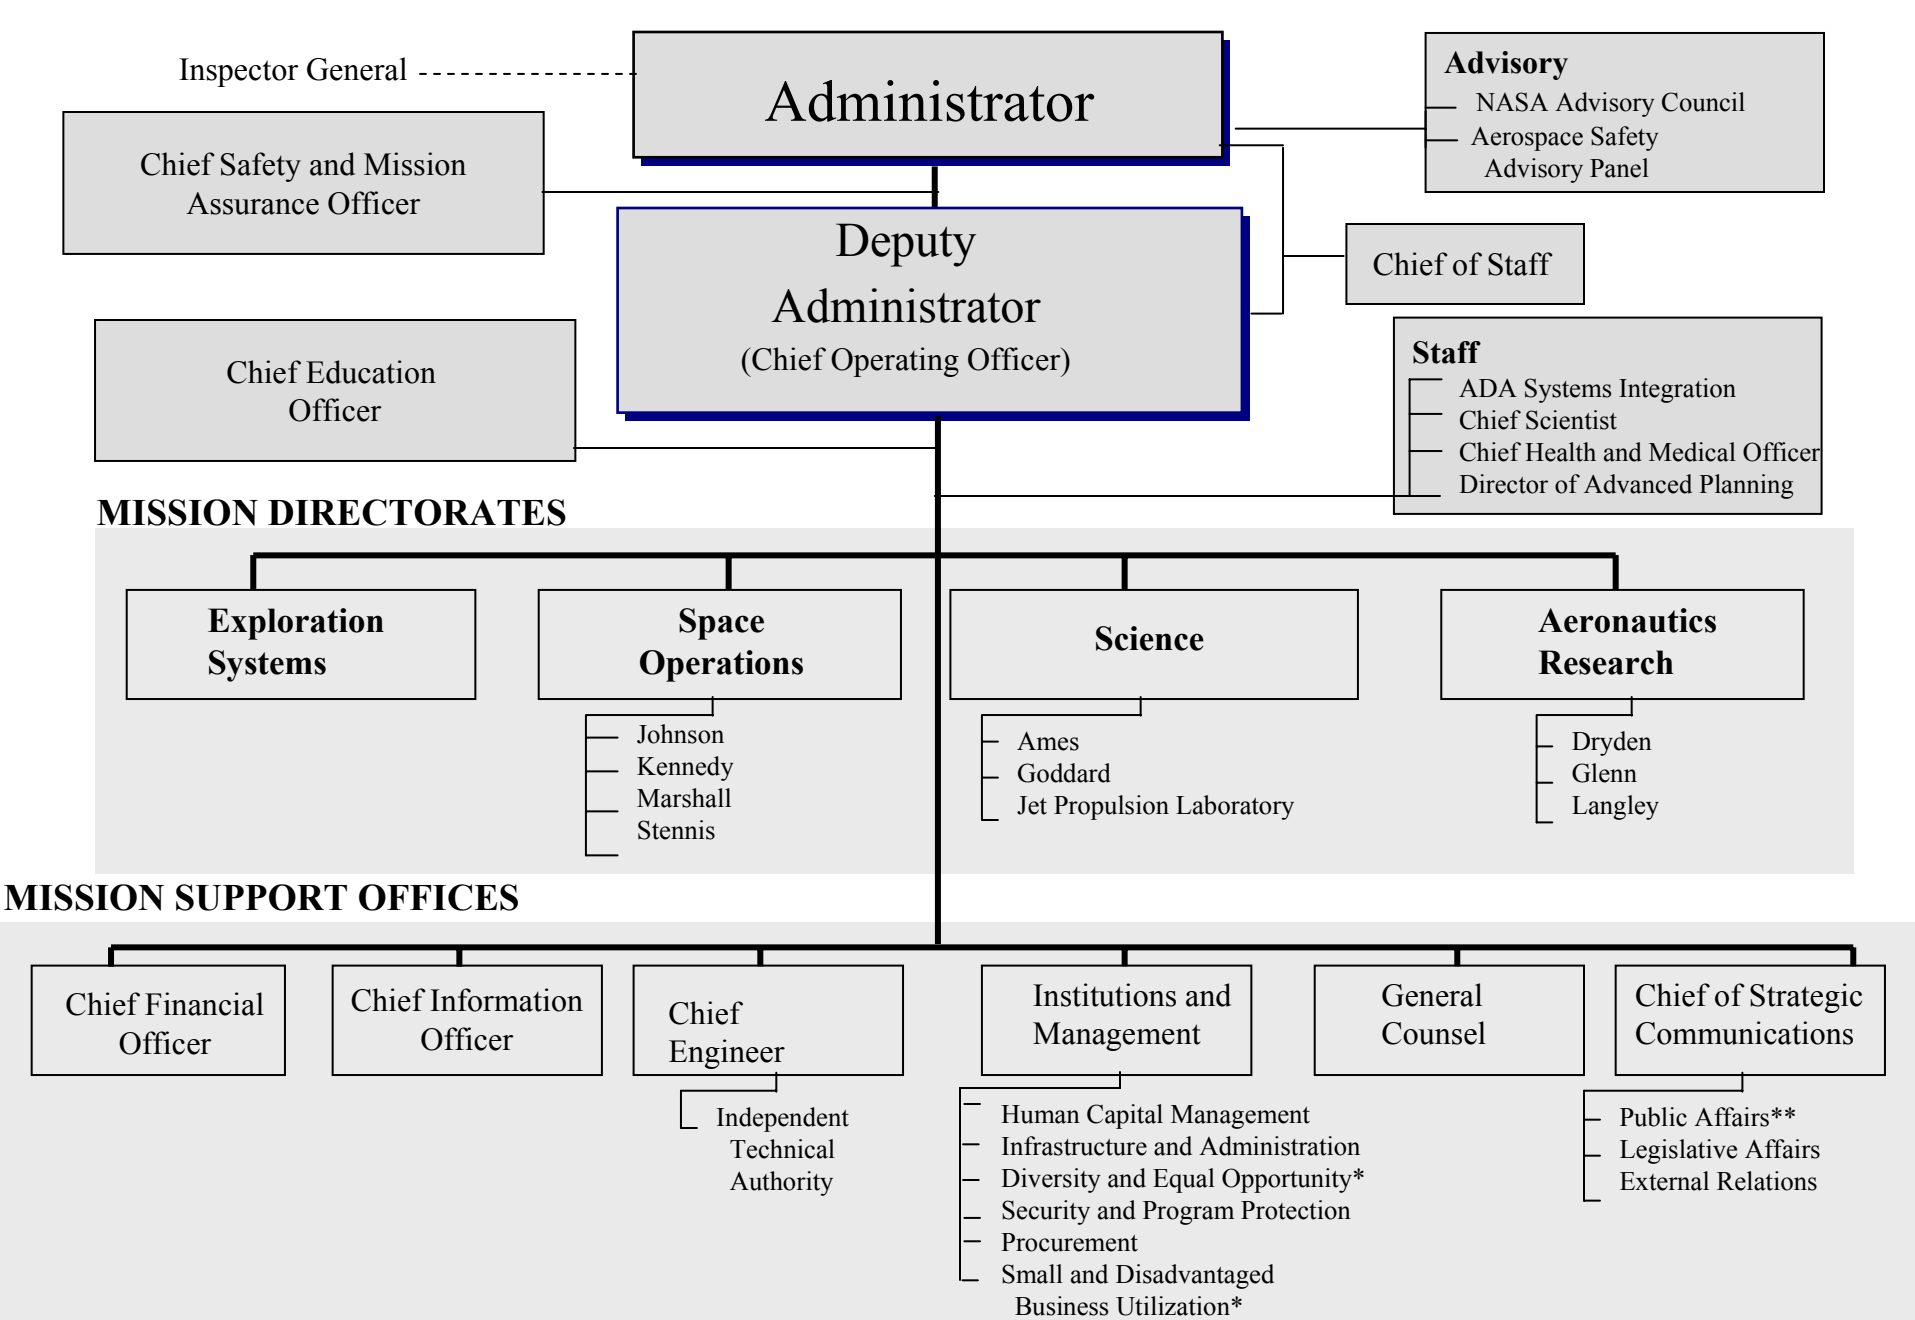 Inspector General
Administrator
Advisory
NASA Advisory Council
Aerospace Safety
Advisory Panel
Chief Safety and Mission
Assurance Officer
Deputy
Administrator
(Chief Operating Officer)
Chief of Staff
Chief Education
Officer
Staff
ADA Systems Integration
Chief Scientist
Chief Health and Medical Officer
Director of Advanced Planning
MISSION DIRECTORATES
Exploration
Systems
Space
Operations
Johnson
Kennedy
Marshall
Stennis
Science
Ames
Goddard
Jet Propulsion Laboratory
Aeronautics
Research
Dryden
Glenn
Langley
MISSION SUPPORT OFFICES
Chief Financial
Officer
Chief Information
Officer
Chief
Engineer
Independent
Technical
Authority
Institutions and
Management
Human Capital Management
Infrastructure and Administration
Diversity and Equal Opportunity*
Security and Program Protection
Procurement
Small and Disadvantaged
Business Utilization*
General
Counsel
Chief of Strategic
Communications
Public Affairs**
Legislative Affairs
External Relations